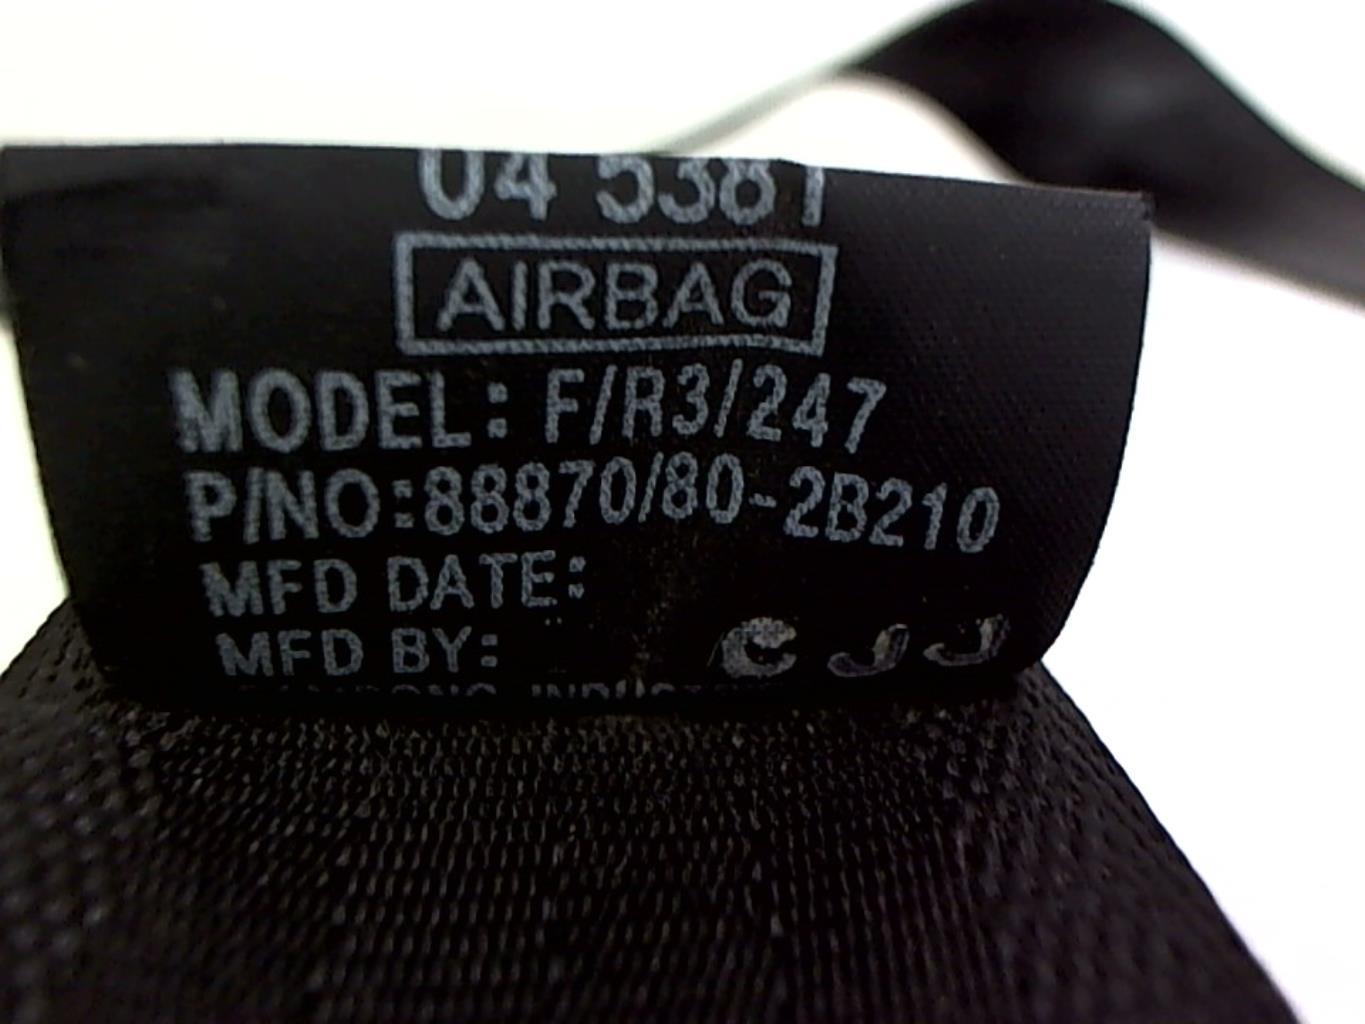 04 5381
AIRBAG
MODEL: F/R3/247
P/NO:88870/80-2B210
MFD DATE:
MFD BY: CJJ